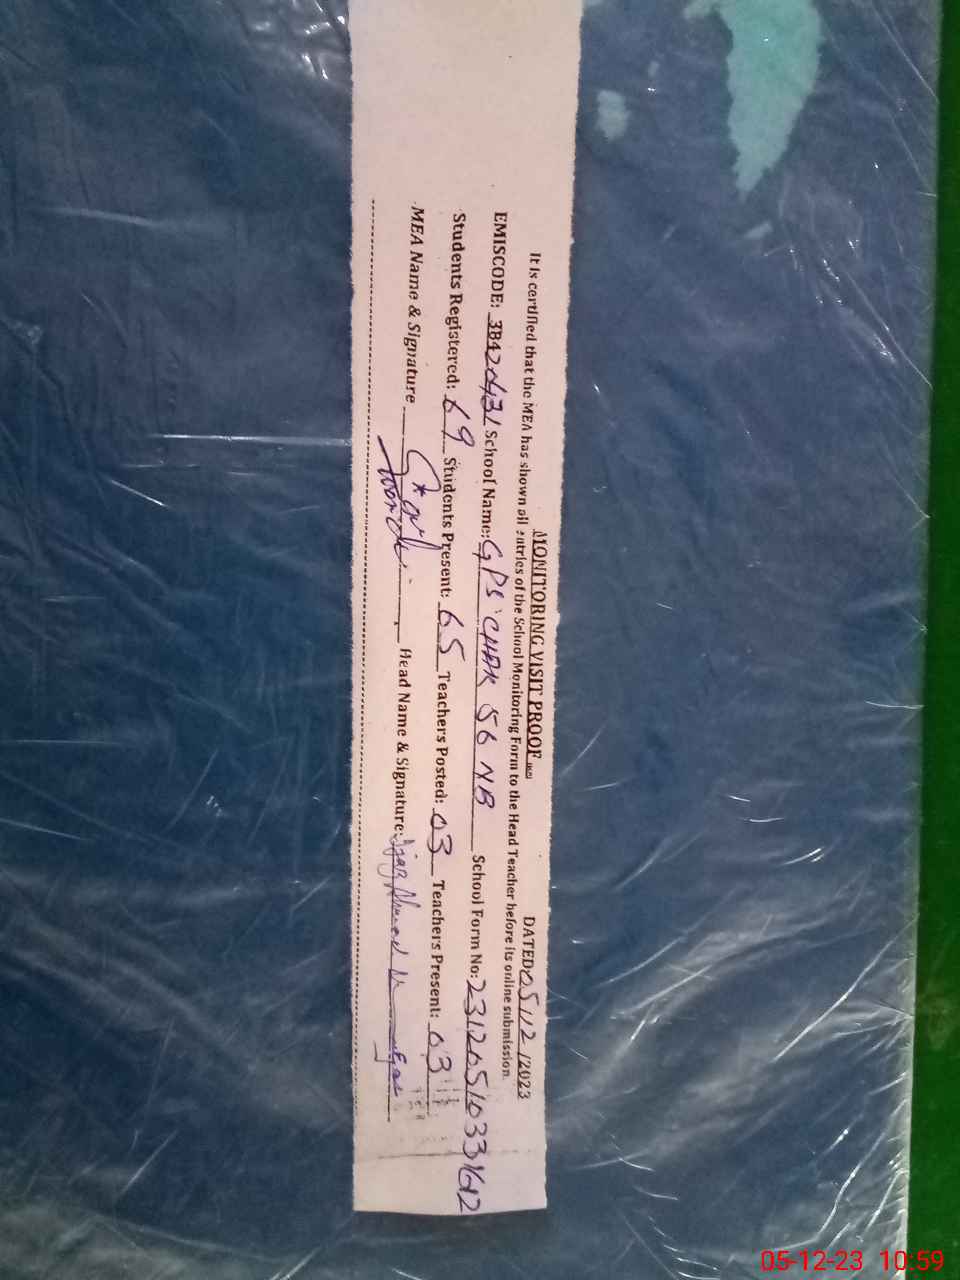 MONITORING VISIT PROOF
DATED 05/12/2023
It is certified that the MEA has shown all entries of the School Monitoring Form to the Head Teacher before its online submission.
EMISCODE: 38420431 School Name: GPS CHAK 56 NB School Form No: 231205103316412
Students Registered: 69 Students Present: 65 Teachers Posted: 03 Teachers Present: 03
MEA Name & Signature Head Name & Signature: Ijaz Ahmad
05-12-23 10:59